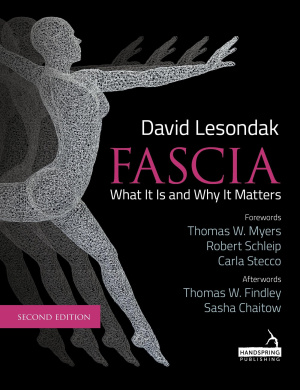 David Lesondak
FASCIA
What It Is and Why It Matters
Forewords
Thomas W. Myers
Robert Schleip
Carla Stecco
Afterwords
Thomas W. Findley
Sasha Chaitow
SECOND EDITION
HANDSPRING
PUBLISHING